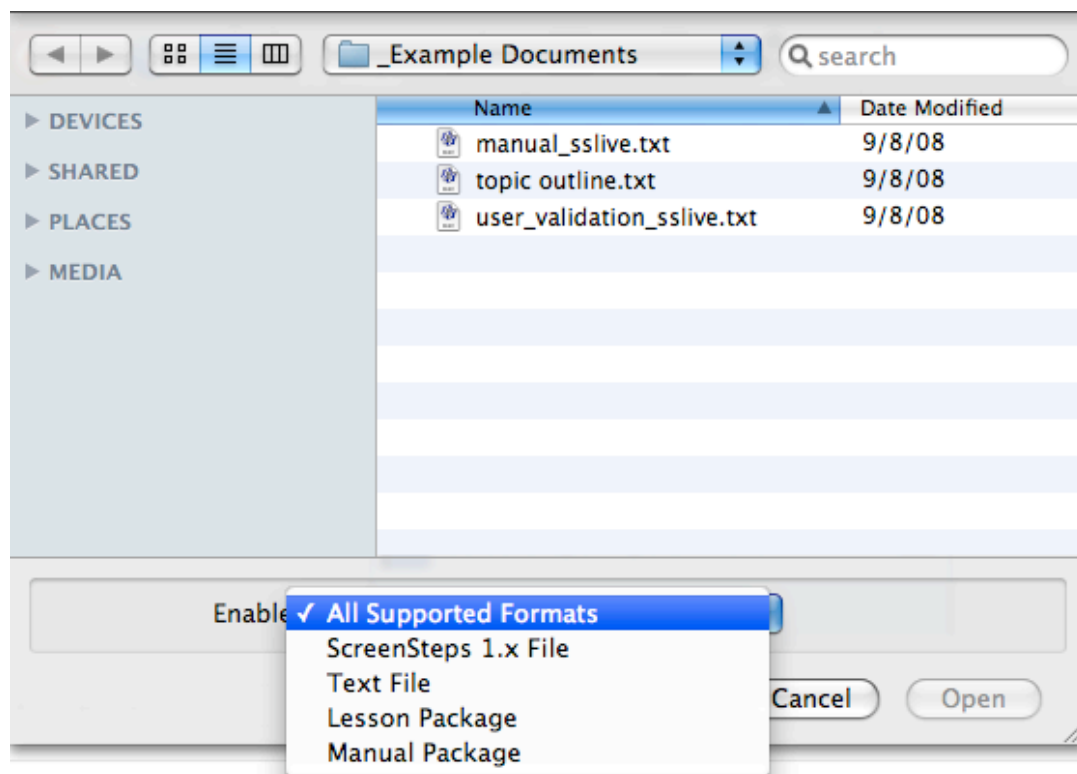 _Example Documents
search
DEVICES
SHARED
PLACES
MEDIA
Name Date Modified
manual_sslive.txt 9/8/08
topic outline.txt 9/8/08
user_validation_sslive.txt 9/8/08
Enable
✓ All Supported Formats
ScreenSteps 1.x File
Text File
Lesson Package
Manual Package
Cancel Open